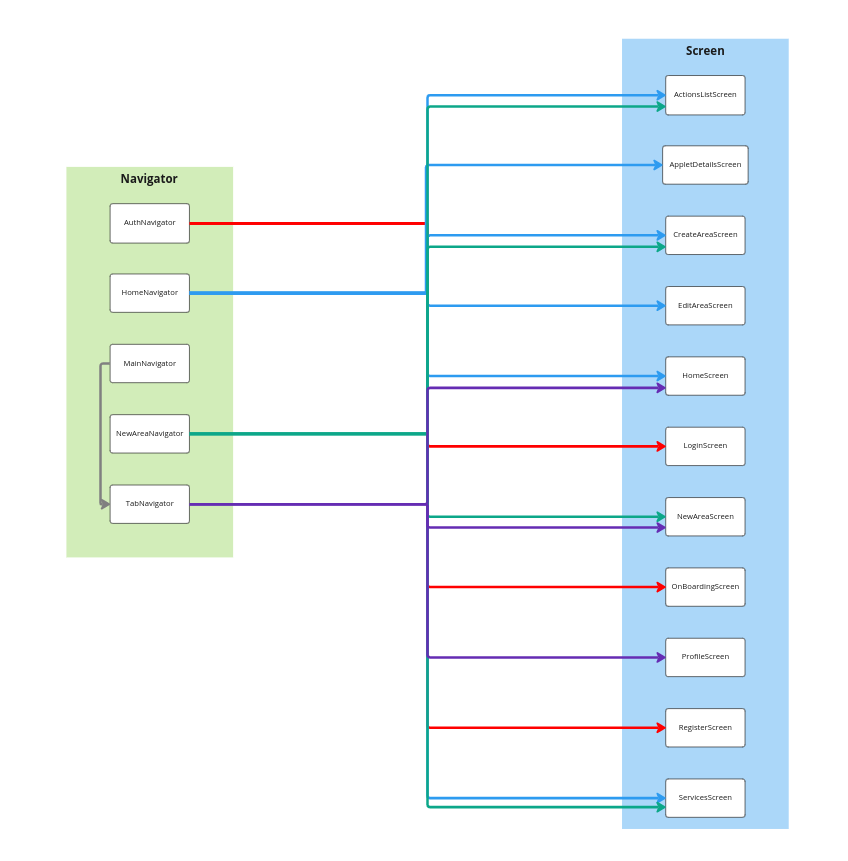 Navigator
AuthNavigator
HomeNavigator
MainNavigator
NewAreaNavigator
TabNavigator
Screen
ActionsListScreen
AppletDetailsScreen
CreateAreaScreen
EditAreaScreen
HomeScreen
LoginScreen
NewAreaScreen
OnBoardingScreen
ProfileScreen
RegisterScreen
ServicesScreen